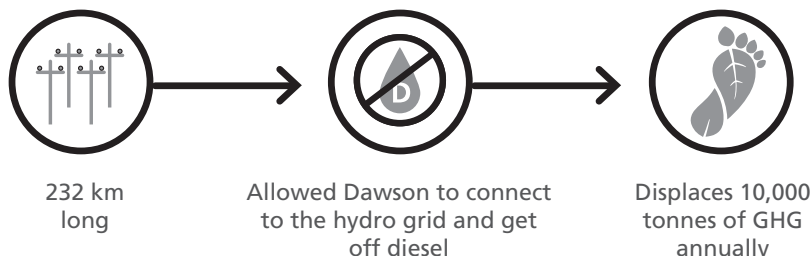 D
232 km
long
Allowed Dawson to connect
to the hydro grid and get
off diesel
Displaces 10,000
tonnes of GHG
annually